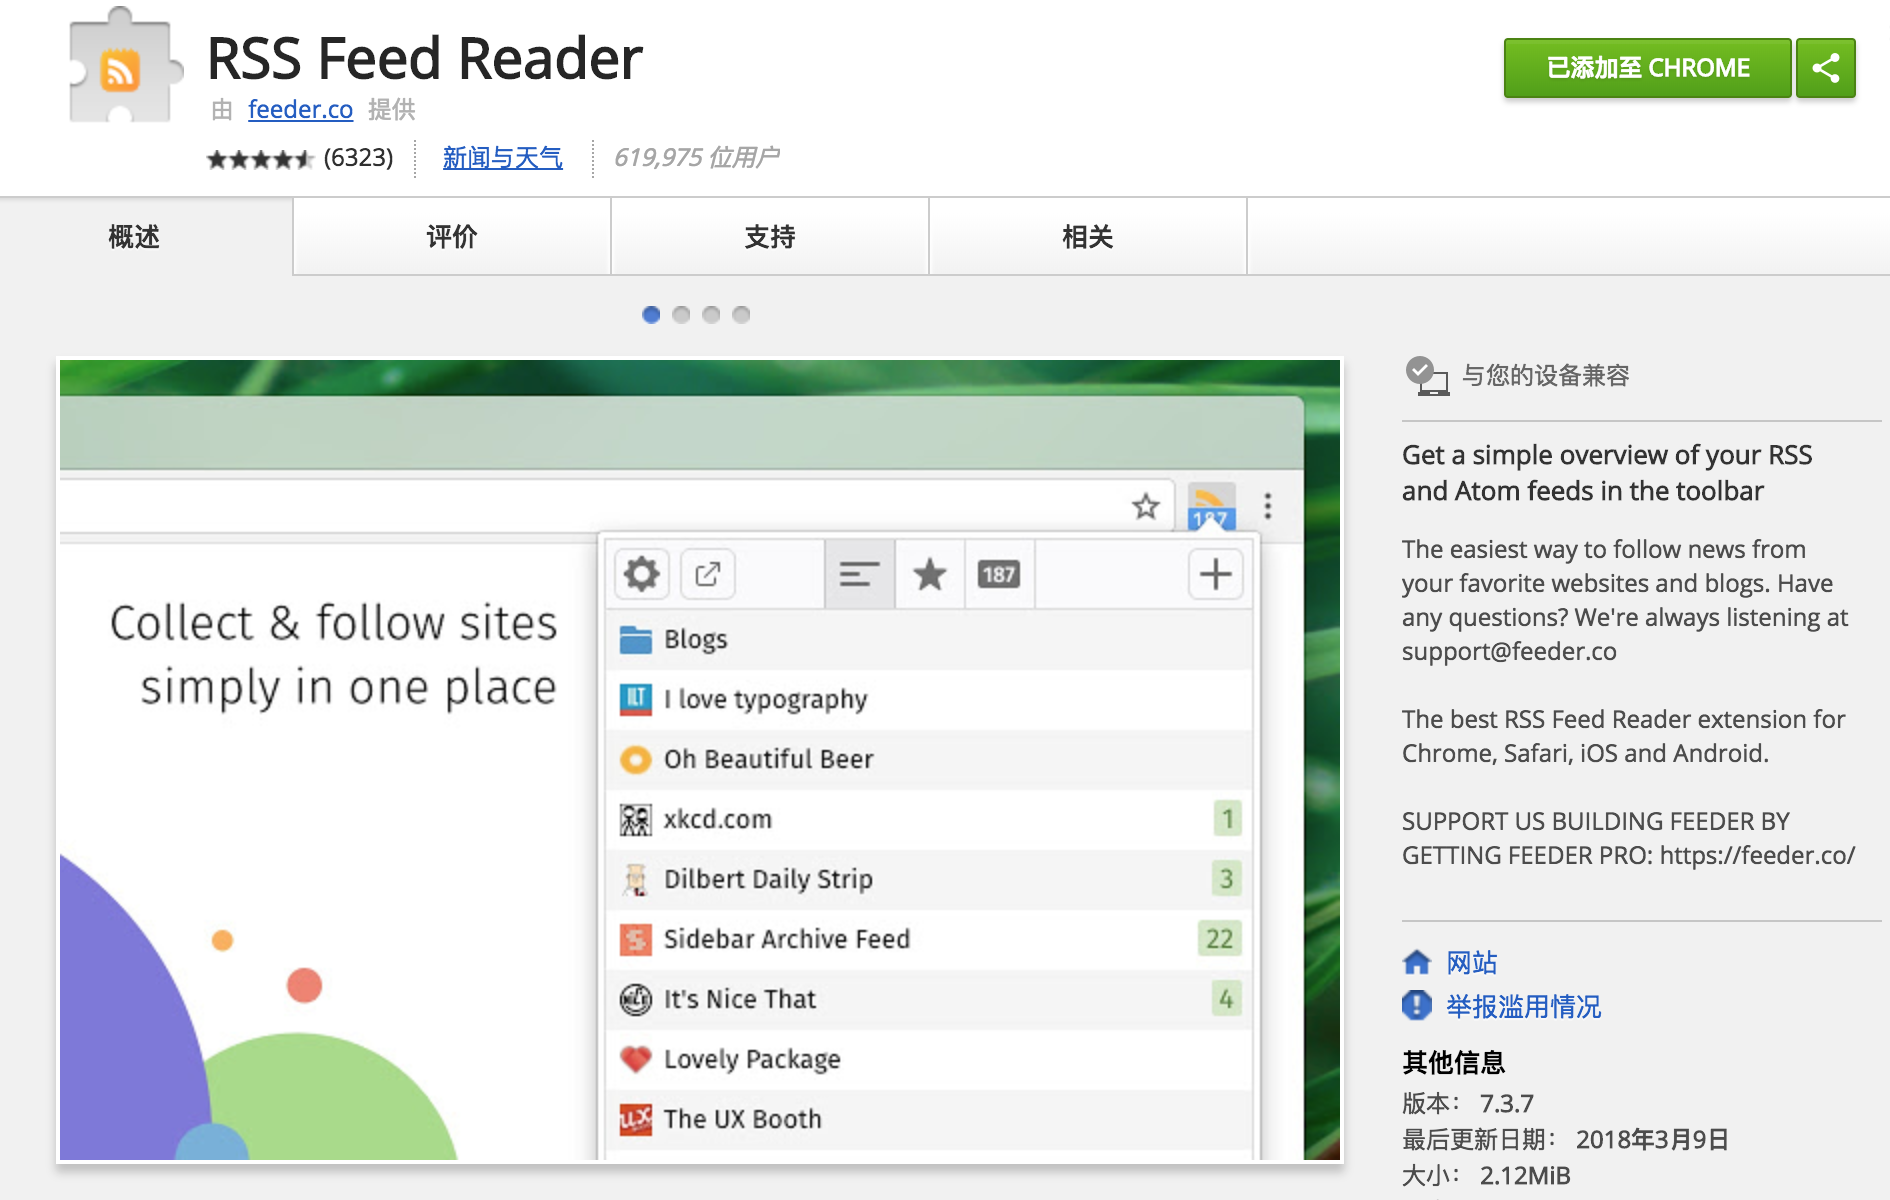 RSS Feed Reader
由 feeder.co 提供
(6323) 新闻与天气 619,975 位用户
已添加至 CHROME
概述 评价 支持 相关
187
187
Collect & follow sites
simply in one place
Blogs
ILT I love typography
Oh Beautiful Beer
xkcd.com 1
Dilbert Daily Strip 3
S Sidebar Archive Feed 22
NICE It's Nice That 4
Lovely Package
UX The UX Booth
与您的设备兼容
Get a simple overview of your RSS
and Atom feeds in the toolbar
The easiest way to follow news from
your favorite websites and blogs. Have
any questions? We're always listening at
support@feeder.co
The best RSS Feed Reader extension for
Chrome, Safari, iOS and Android.
SUPPORT US BUILDING FEEDER BY
GETTING FEEDER PRO: https://feeder.co/
网站
举报滥用情况
其他信息
版本： 7.3.7
最后更新日期： 2018年3月9日
大小： 2.12MiB